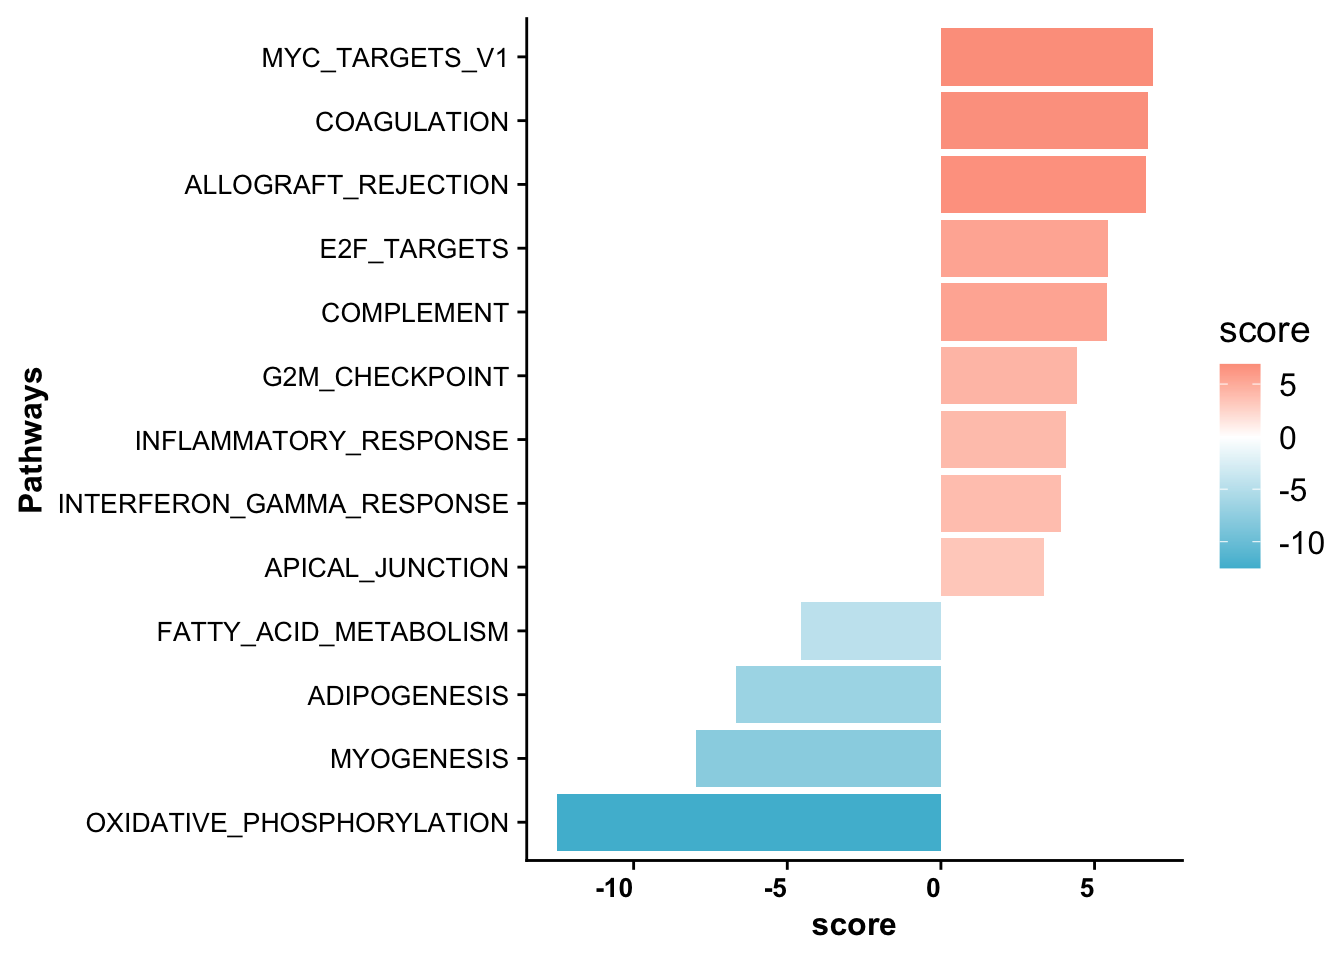 MYC_TARGETS_V1
COAGULATION
ALLOGRAFT_REJECTION
E2F_TARGETS
COMPLEMENT
G2M_CHECKPOINT
INFLAMMATORY_RESPONSE
INTERFERON_GAMMA_RESPONSE
APICAL_JUNCTION
FATTY_ACID_METABOLISM
ADIPOGENESIS
MYOGENESIS
OXIDATIVE_PHOSPHORYLATION
Pathways
-10 -5 0 5
score
score
5
0
-5
-10